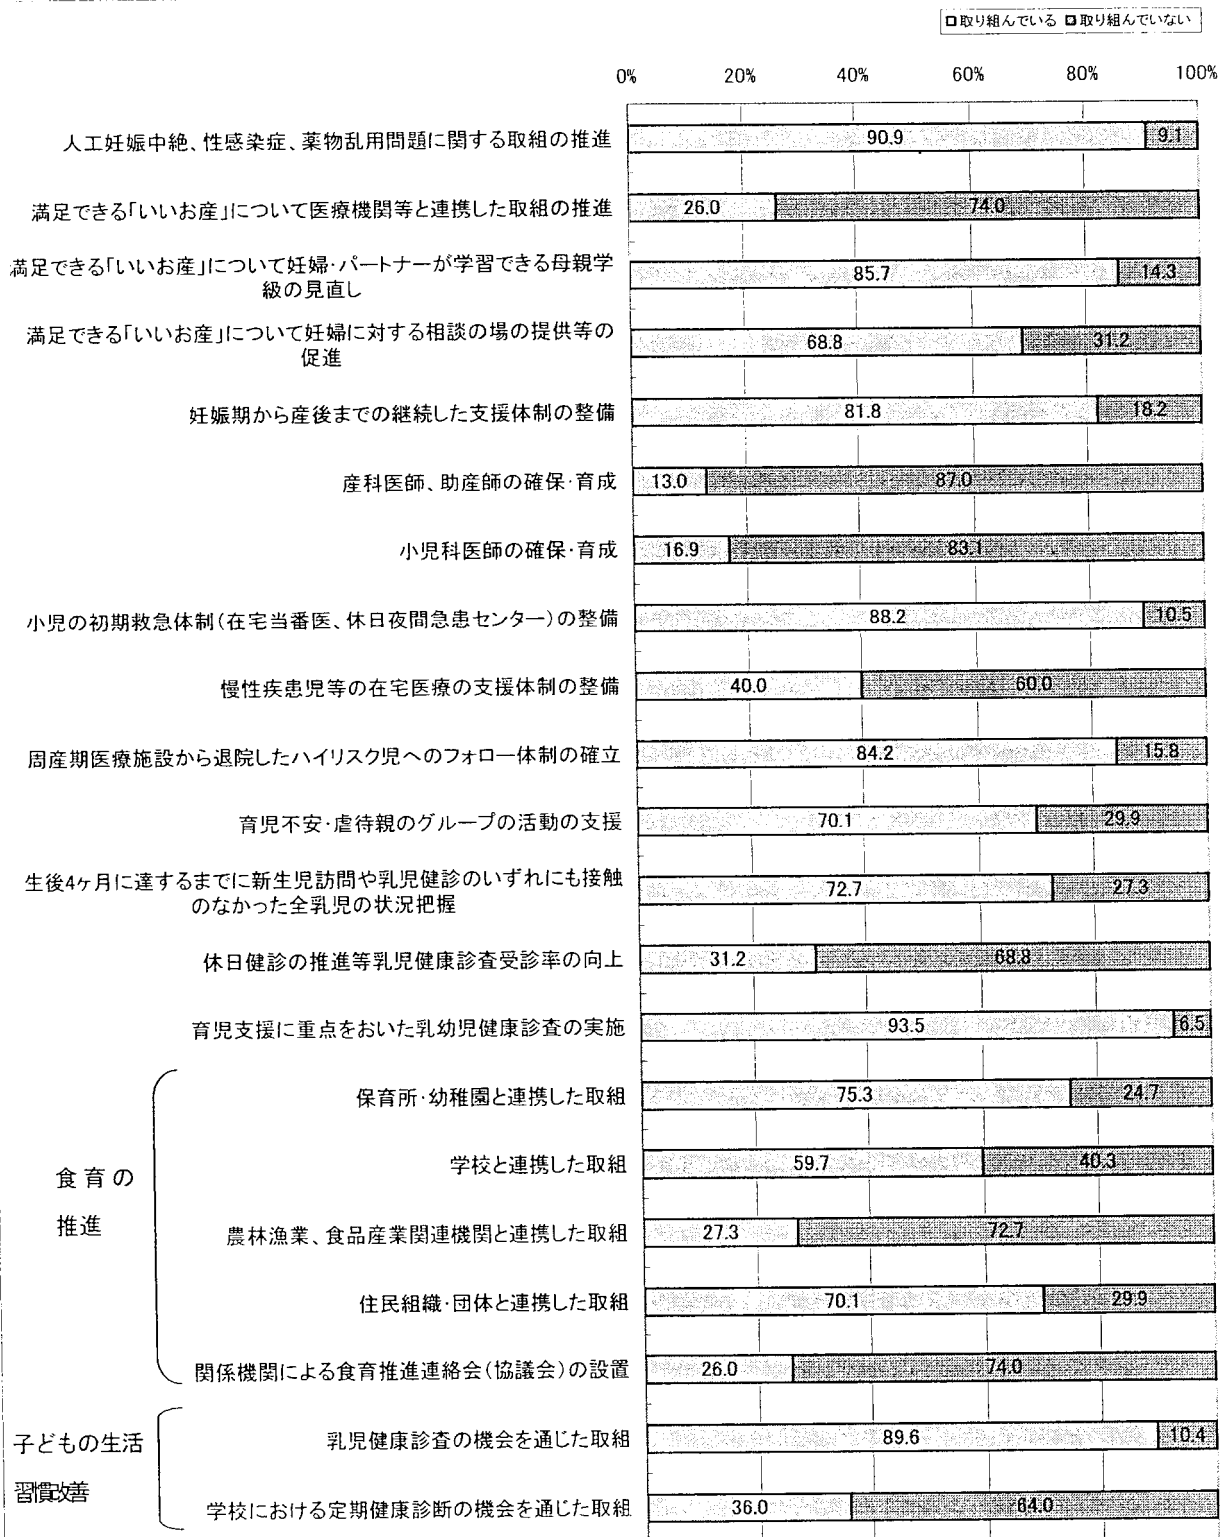 □取り組んでいる □取り組んでいない
0% 20% 40% 60% 80% 100%
人工妊娠中絶、性感染症、薬物乱用問題に関する取組の推進 90.9 9.1
満足できる「いいお産」について医療機関等と連携した取組の推進 26.0 74.0
満足できる「いいお産」について妊婦・パートナーが学習できる母親学
級の見直し 85.7 14.3
満足できる「いいお産」について妊婦に対する相談の場の提供等の
促進 68.8 31.2
妊娠期から産後までの継続した支援体制の整備 81.8 18.2
産科医師、助産師の確保・育成 13.0 87.0
小児科医師の確保・育成 16.9 83.1
小児の初期救急体制(在宅当番医、休日夜間急患センター)の整備 88.2 10.5
慢性疾患児等の在宅医療の支援体制の整備 40.0 60.0
周産期医療施設から退院したハイリスク児へのフォロー体制の確立 84.2 15.8
育児不安・虐待親のグループの活動の支援 70.1 29.9
生後4ヶ月に達するまでに新生児訪問や乳児健診のいずれにも接触
のなかった全乳児の状況把握 72.7 27.3
休日健診の推進等乳児健康診査受診率の向上 31.2 68.8
育児支援に重点をおいた乳幼児健康診査の実施 93.5 6.5
食育の
推進
保育所・幼稚園と連携した取組 75.3 24.7
学校と連携した取組 59.7 40.3
農林漁業、食品産業関連機関と連携した取組 27.3 72.7
住民組織・団体と連携した取組 70.1 29.9
関係機関による食育推進連絡会(協議会)の設置 26.0 74.0
子どもの生活
習慣改善
乳児健康診査の機会を通じた取組 89.6 10.4
学校における定期健康診断の機会を通じた取組 36.0 64.0